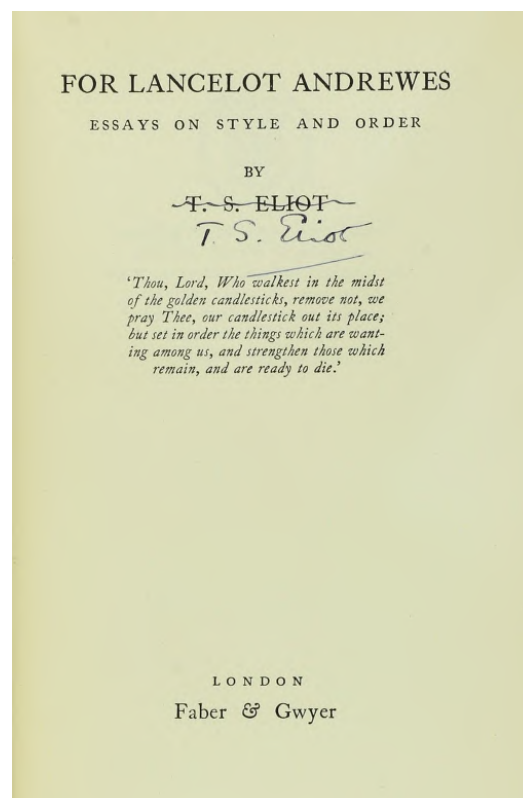 FOR LANCELOT ANDREWES
ESSAYS ON STYLE AND ORDER
BY
T. S. ELIOT
T. S. Eliot
'Thou, Lord, Who walkest in the midst
of the golden candlesticks, remove not, we
pray Thee, our candlestick out its place;
but set in order the things which are want-
ing among us, and strengthen those which
remain, and are ready to die.'
LONDON
Faber & Gwyer